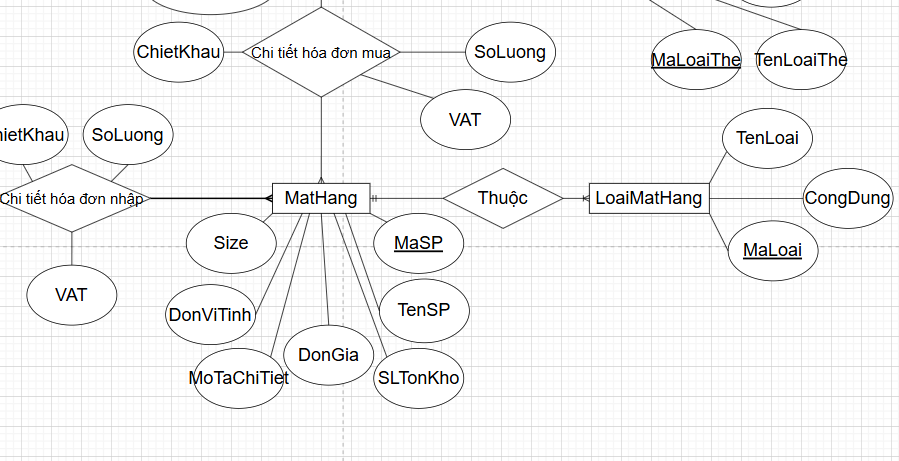 ChietKhau
Chi tiết hóa đơn mua
SoLuong
MaLoaiThe
TenLoaiThe
VAT
hietKhau
SoLuong
TenLoai
Chi tiết hóa đơn nhập
MatHang
Thuộc
LoaiMatHang
CongDung
Size
MaSP
MaLoai
VAT
DonViTinh
TenSP
DonGia
MoTaChiTiet
SLTonKho